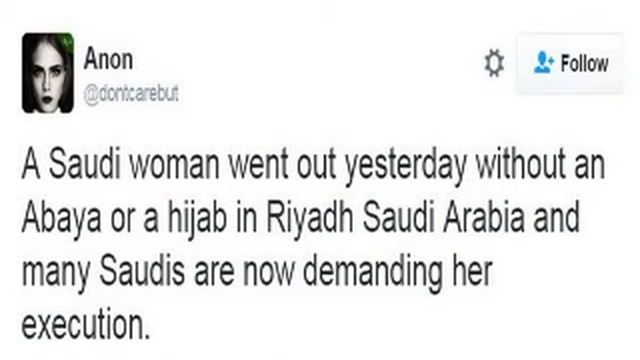 Anon
@dontcarebut
Follow
A Saudi woman went out yesterday without an
Abaya or a hijab in Riyadh Saudi Arabia and
many Saudis are now demanding her
execution.